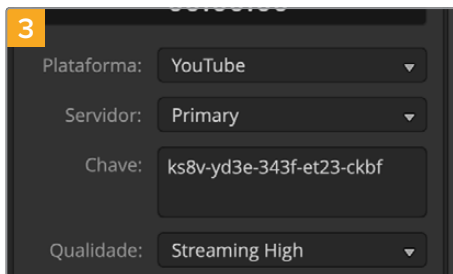 3
Plataforma: YouTube
Servidor: Primary
Chave: ks8v-yd3e-343f-et23-ckbf
Qualidade: Streaming High